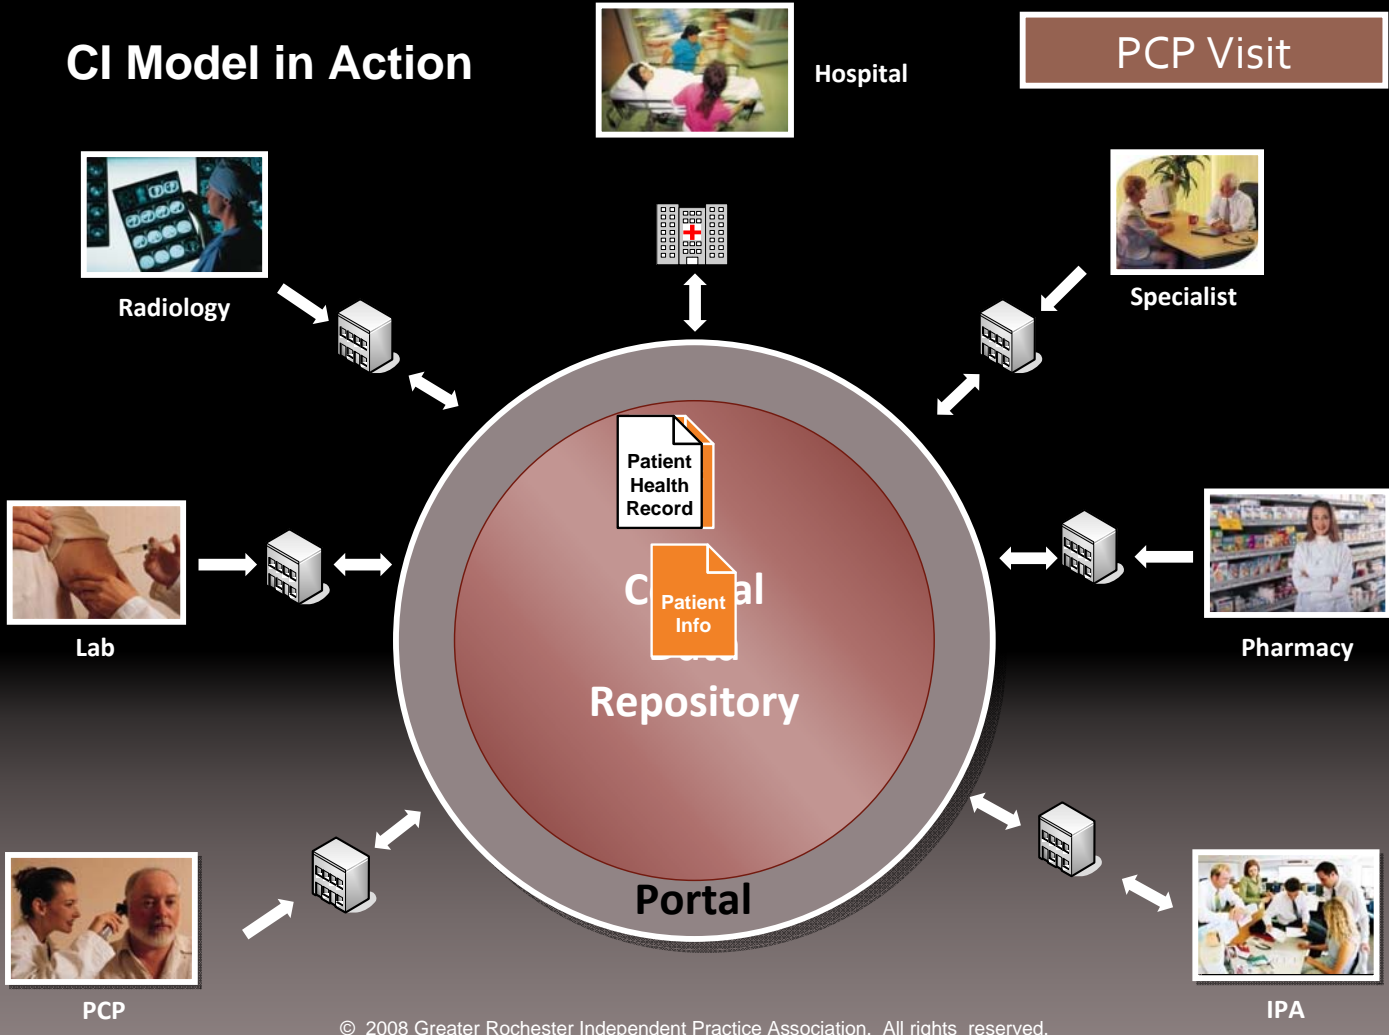 CI Model in Action
Hospital
PCP Visit
Radiology
Specialist
Patient
Health
Record
Patient
Info
Repository
Lab
Pharmacy
Portal
PCP
IPA
© 2008 Greater Rochester Independent Practice Association. All rights reserved.